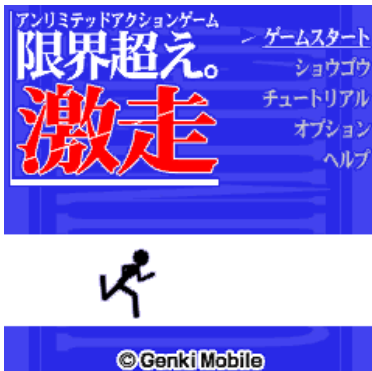 アンリミテッドアクションゲーム
限界超え。
激走
> ゲームスタート
ショウゴウ
チュートリアル
オプション
ヘルプ
© Genki Mobile